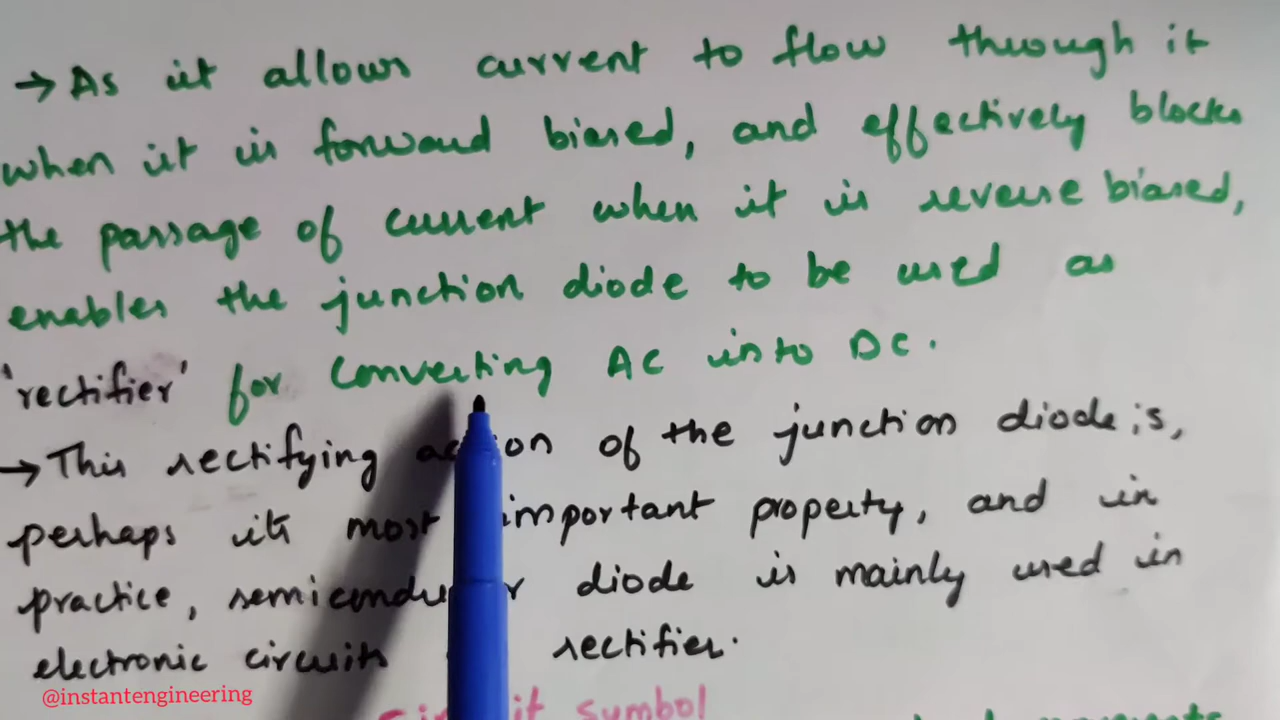 → As it allows current to flow through it
when it is forward biased, and effectively blocks
the passage of current when it is reverse biased,
enables the junction diode to be used as
'rectifier' for converting AC into DC.
→ This rectifying action of the junction diode is,
perhaps its most important property, and in
practice, semiconductor diode is mainly used in
electronic circuits rectifier.
@instantengineering
symbol